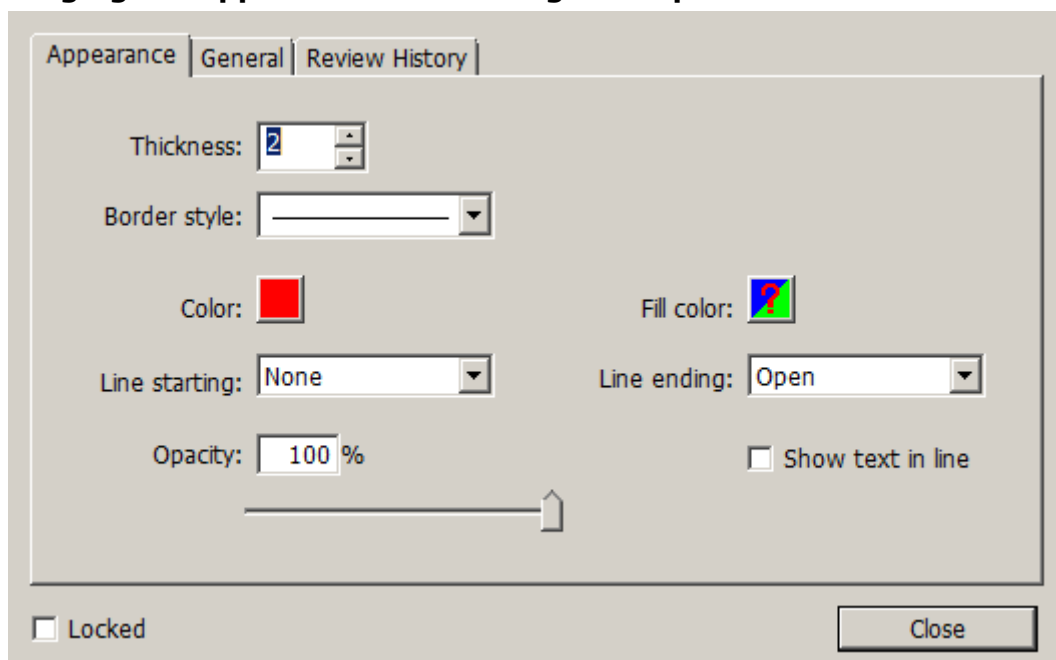 Appearance General Review History
Thickness: 2
Border style:
Color: Fill color: ?
Line starting: None Line ending: Open
Opacity: 100 % Show text in line
Locked Close